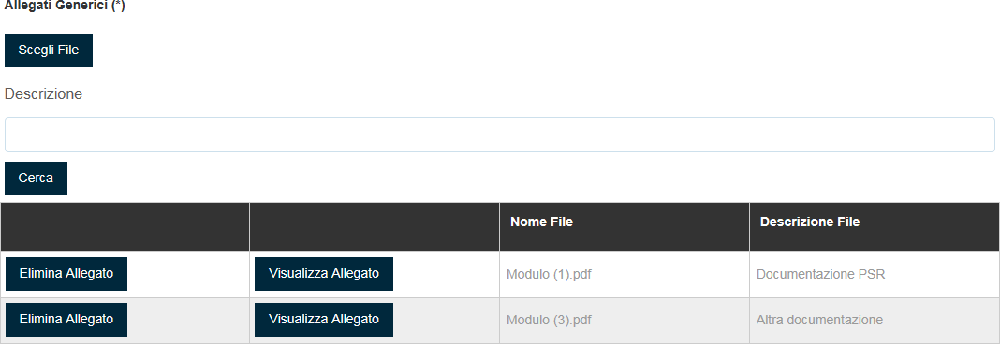 Allegati Generici (*)
Scegli File
Descrizione
Cerca
Nome File Descrizione File
Elimina Allegato Visualizza Allegato Modulo (1).pdf Documentazione PSR
Elimina Allegato Visualizza Allegato Modulo (3).pdf Altra documentazione